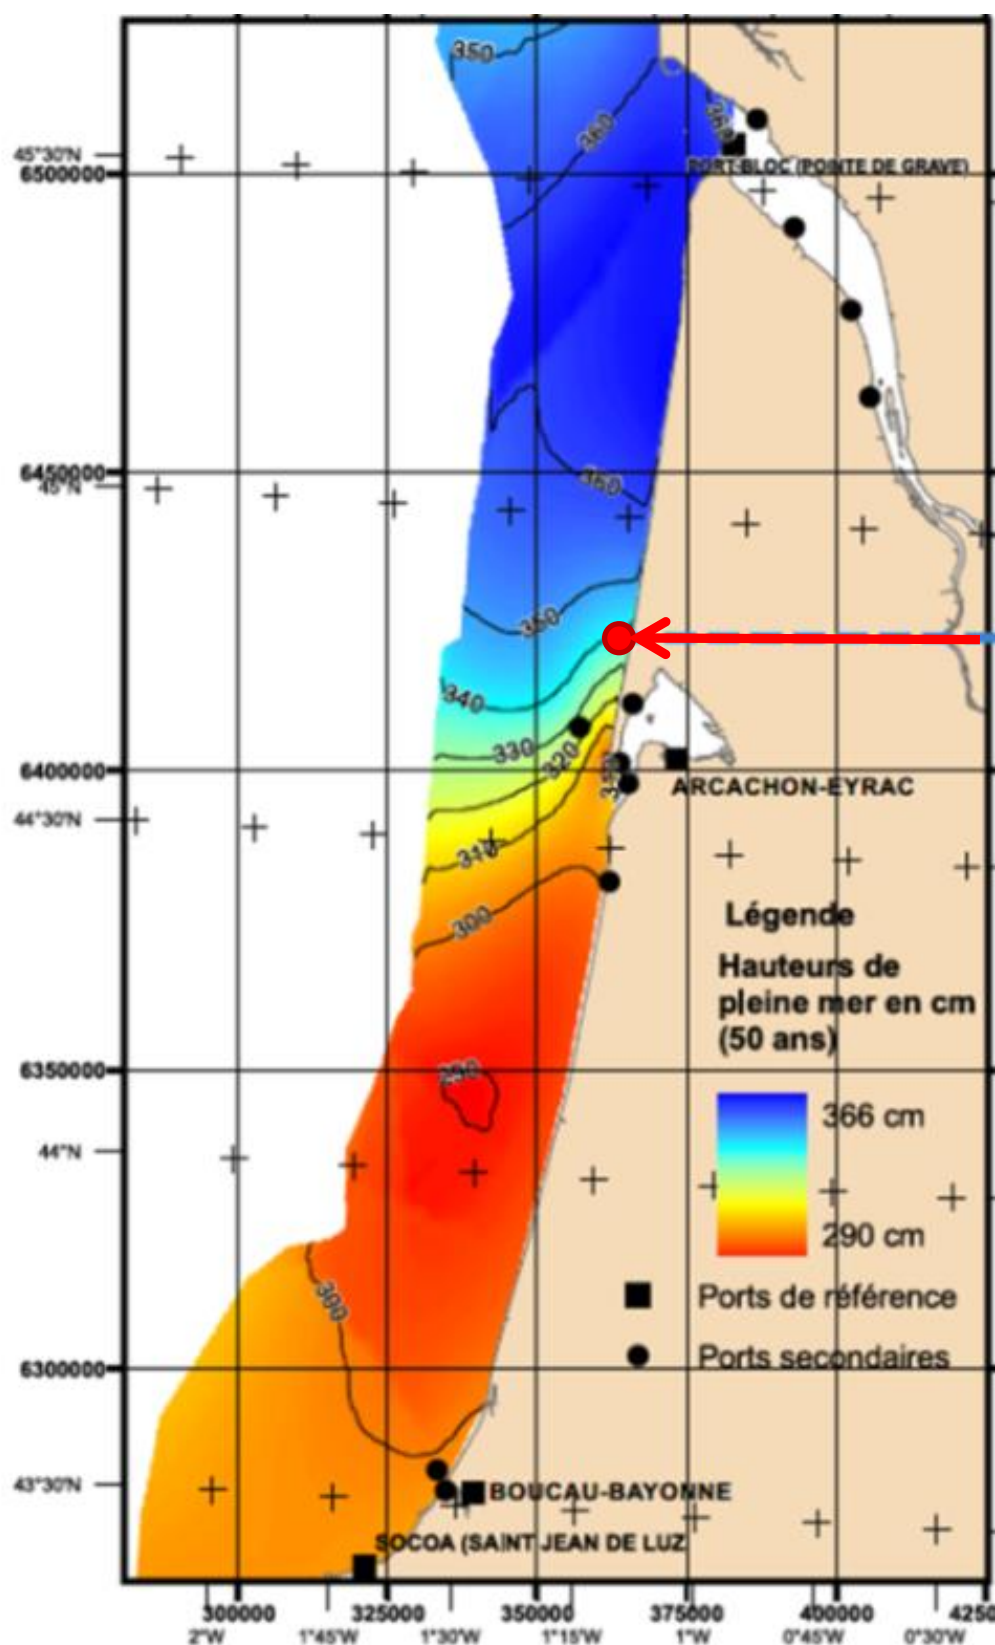 350
360
360
45°30'N
6500000
PORT-BLOC (POINTE DE GRAVE)
6450000
45°N
360
350
340
330
320
350
6400000
ARCACHON-EYRAC
44°30'N
310
300
Légende
Hauteurs de
pleine mer en cm
(50 ans)
290
6350000
366 cm
44°N
290 cm
300
Ports de référence
6300000
Ports secondaires
43°30'N
BOUCAU-BAYONNE
SOCOA (SAINT JEAN DE LUZ
300000 325000 350000 375000 400000 4250
2°W 1°45'W 1°30'W 1°15'W 1°W 0°45'W 0°30'W